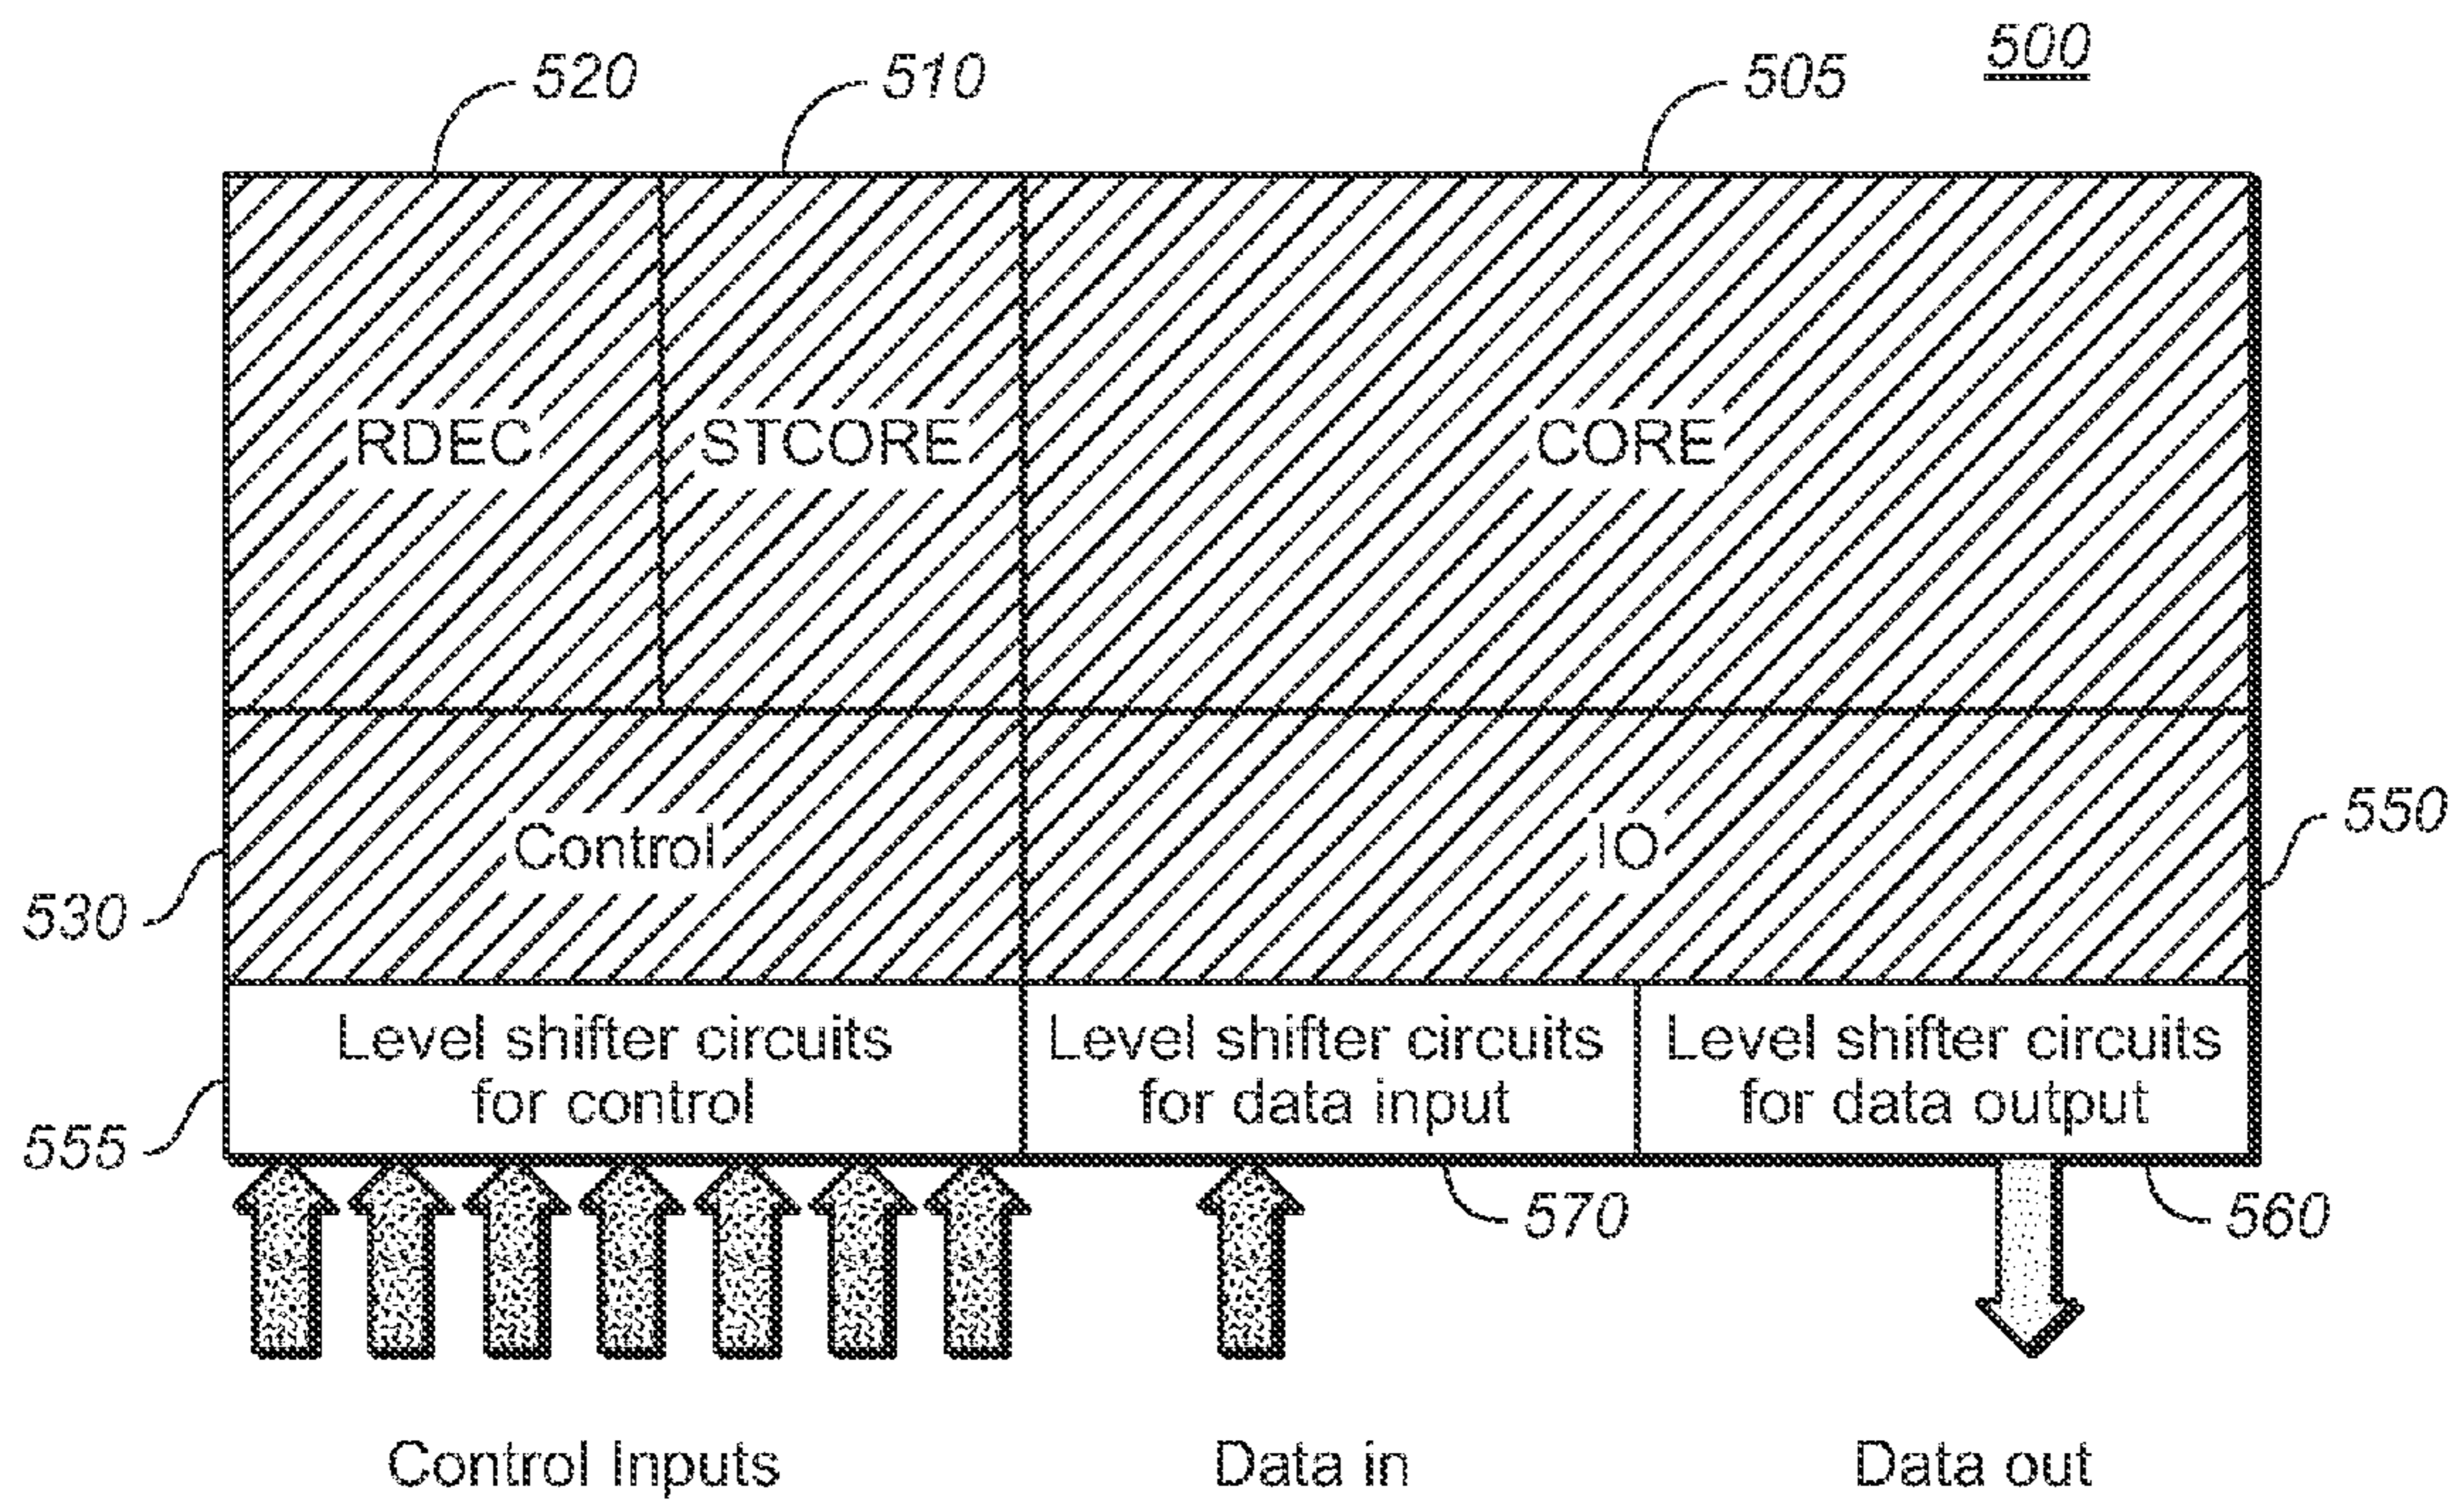 500
520
510
505
RDEC
STCORE
CORE
Control
IO
550
530
Level shifter circuits
for control
Level shifter circuits
for data input
Level shifter circuits
for data output
555
570
560
Control Inputs
Data in
Data out